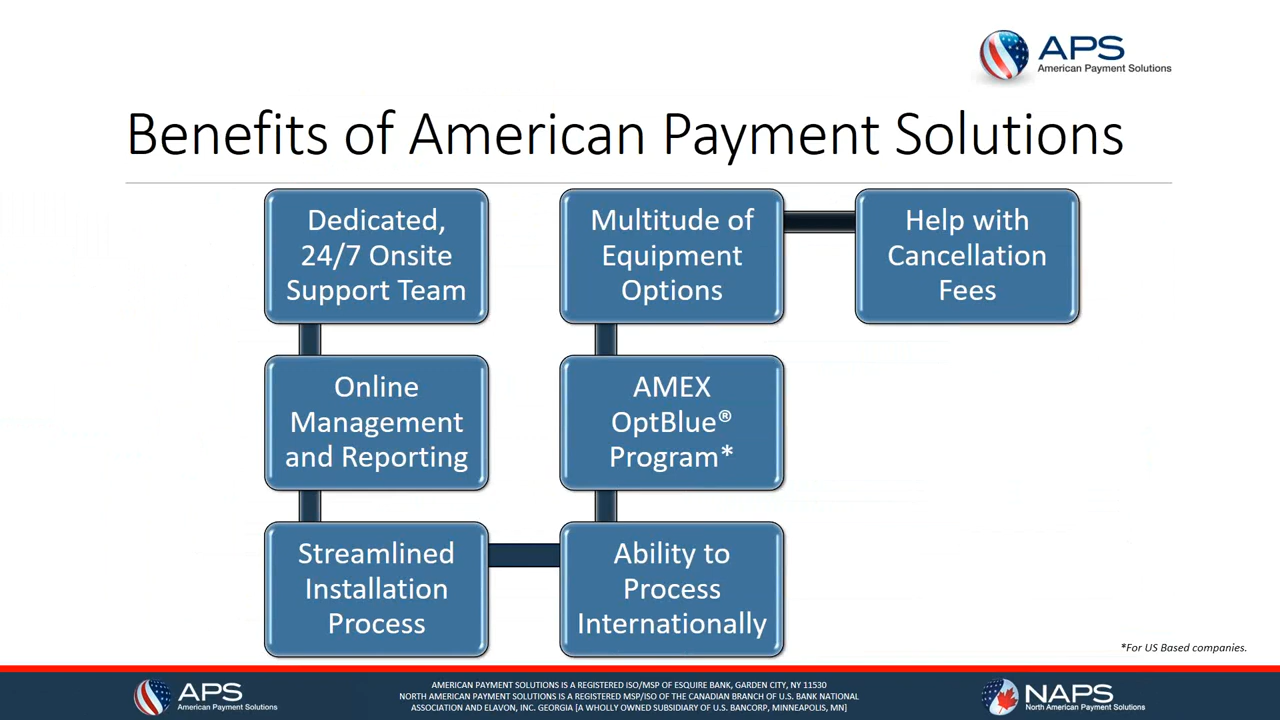 APS
American Payment Solutions
Benefits of American Payment Solutions
Dedicated,
24/7 Onsite
Support Team
Online
Management
and Reporting
Streamlined
Installation
Process
Ability to
Process
Internationally
AMEX
OptBlue®
Program*
Multitude of
Equipment
Options
Help with
Cancellation
Fees
*For US Based companies.
APS
American Payment Solutions
AMERICAN PAYMENT SOLUTIONS IS A REGISTERED ISO/MSP OF ESQUIRE BANK, GARDEN CITY, NY 11530
NORTH AMERICAN PAYMENT SOLUTIONS IS A REGISTERED MSP/ISO OF THE CANADIAN BRANCH OF U.S. BANK NATIONAL
ASSOCIATION AND ELAVON, INC. GEORGIA [A WHOLLY OWNED SUBSIDIARY OF U.S. BANCORP, MINNEAPOLIS, MN]
NAPS
North American Payment Solutions